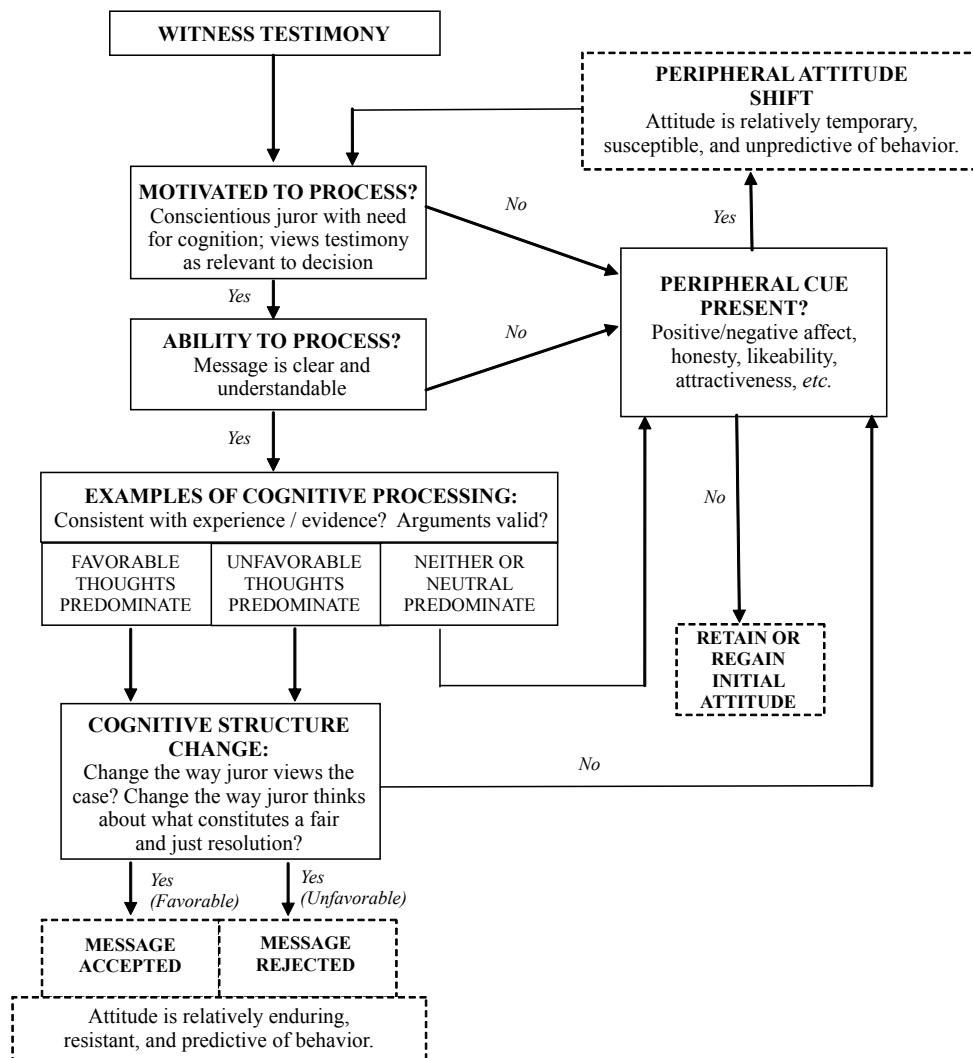 WITNESS TESTIMONY
PERIPHERAL ATTITUDE
SHIFT
Attitude is relatively temporary,
susceptible, and unpredictive of behavior.
MOTIVATED TO PROCESS?
Conscientious juror with need
for cognition; views testimony
as relevant to decision
No
Yes
PERIPHERAL CUE
PRESENT?
Positive/negative affect,
honesty, likeability,
attractiveness, etc.
Yes
ABILITY TO PROCESS?
Message is clear and
understandable
No
Yes
EXAMPLES OF COGNITIVE PROCESSING:
Consistent with experience / evidence? Arguments valid?
FAVORABLE
THOUGHTS
PREDOMINATE
UNFAVORABLE
THOUGHTS
PREDOMINATE
NEITHER OR
NEUTRAL
PREDOMINATE
No
RETAIN OR
REGAIN
INITIAL
ATTITUDE
COGNITIVE STRUCTURE
CHANGE:
Change the way juror views the
case? Change the way juror thinks
about what constitutes a fair
and just resolution?
No
Yes
(Favorable)
Yes
(Unfavorable)
MESSAGE
ACCEPTED
MESSAGE
REJECTED
Attitude is relatively enduring,
resistant, and predictive of behavior.